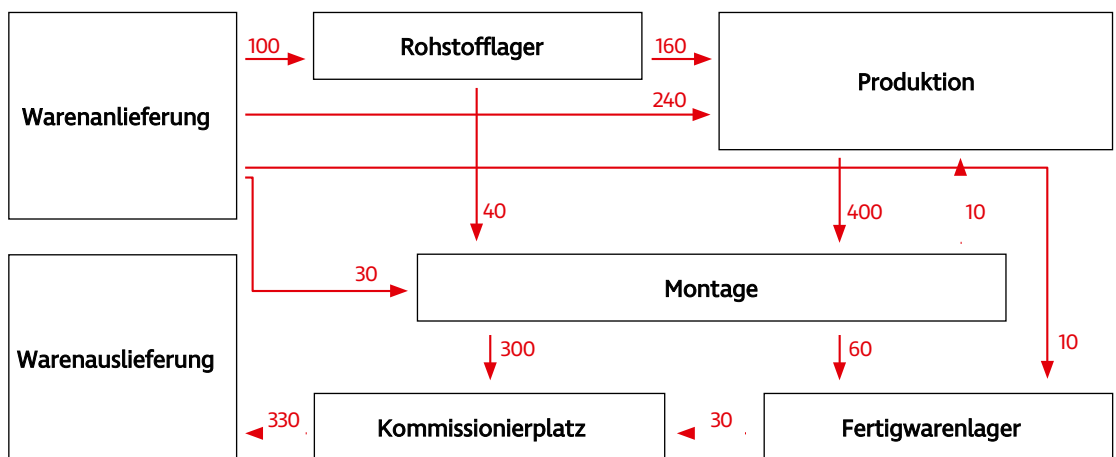 100
Rohstofflager
160
Produktion
Warenanlieferung
240
40
400
10
30
Montage
Warenauslieferung
300
60
10
330
Kommissionierplatz
30
Fertigwarenlager